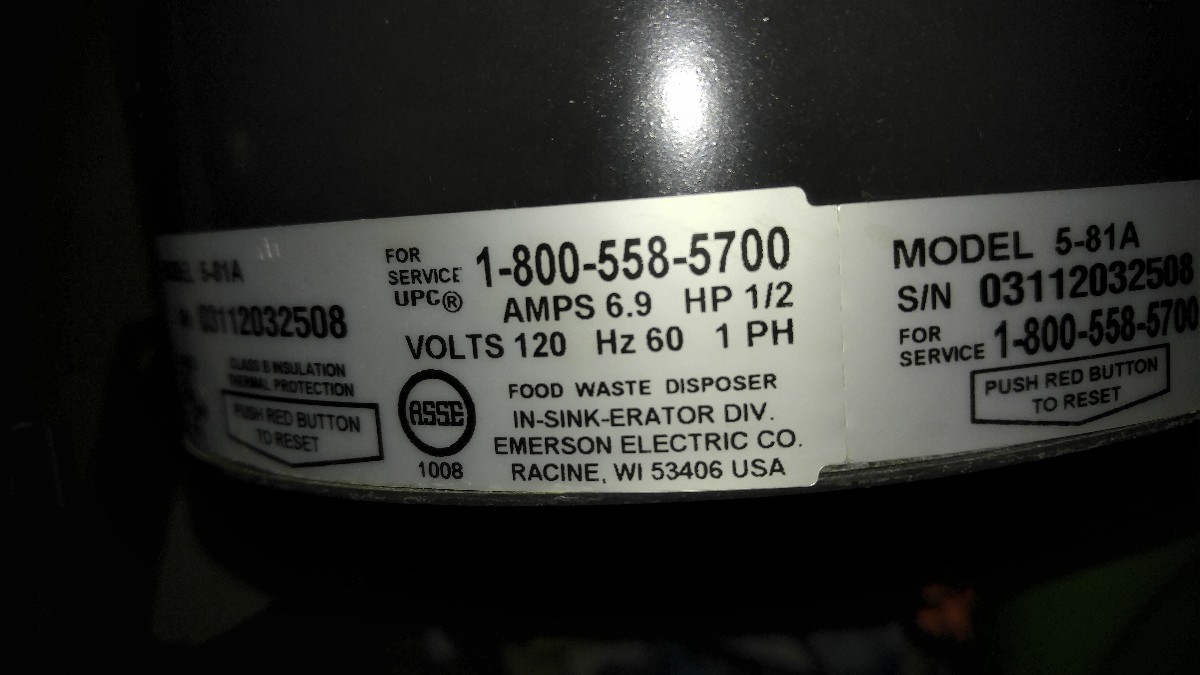 MODEL 5-81A
03112032508
CLASS B INSULATION
THERMAL PROTECTION
PUSH RED BUTTON
TO RESET
FOR
SERVICE 1-800-558-5700
UPC®
AMPS 6.9 HP 1/2
VOLTS 120 Hz 60 1 PH
ASSE
1008
FOOD WASTE DISPOSER
IN-SINK-ERATOR DIV.
EMERSON ELECTRIC CO.
RACINE, WI 53406 USA
MODEL 5-81A
S/N 03112032508
FOR
SERVICE 1-800-558-5700
PUSH RED BUTTON
TO RESET